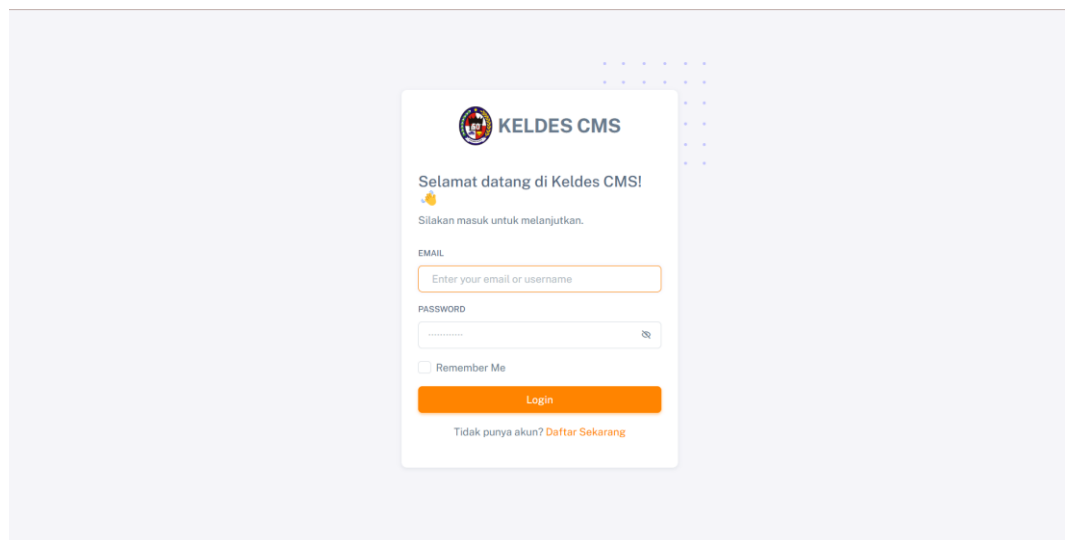 KELDES CMS
Selamat datang di Keldes CMS!
👋
Silakan masuk untuk melanjutkan.
EMAIL
Enter your email or username
PASSWORD
············
Remember Me
Login
Tidak punya akun? Daftar Sekarang